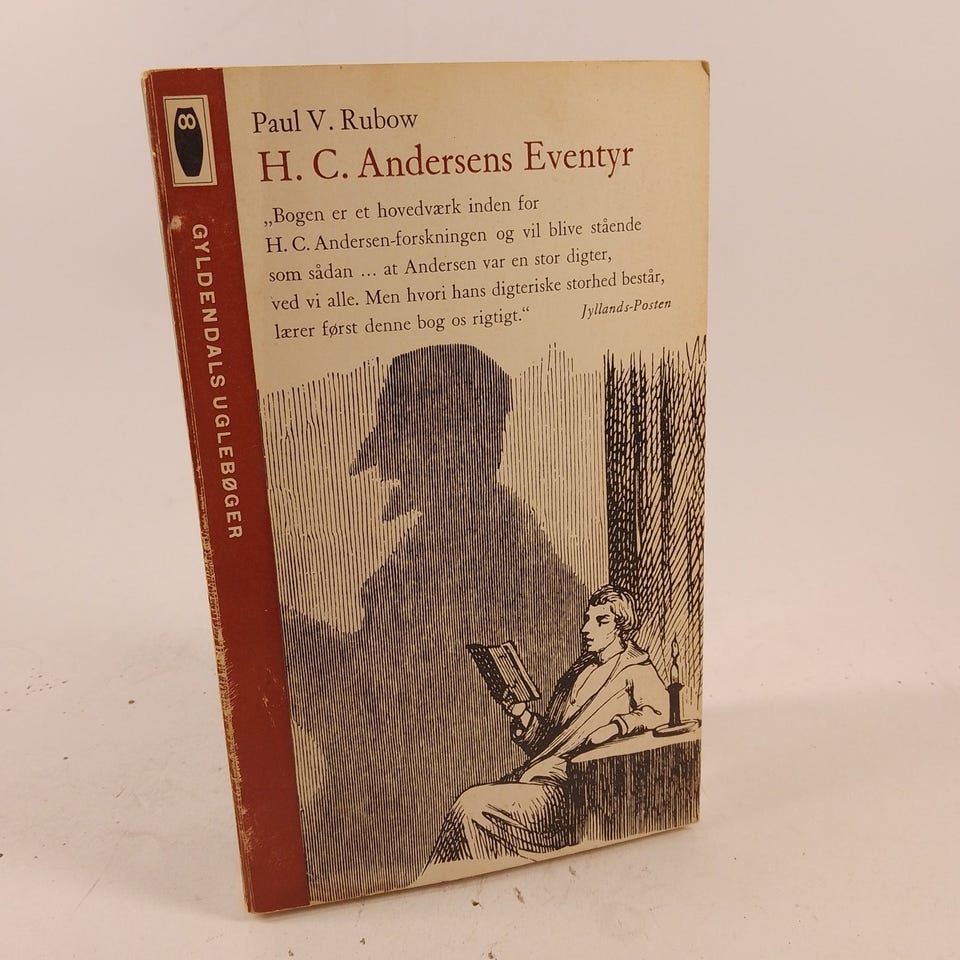 Paul V. Rubow
H. C. Andersens Eventyr
„Bogen er et hovedværk inden for
H. C. Andersen-forskningen og vil blive stående
som sådan ... at Andersen var en stor digter,
ved vi alle. Men hvori hans digteriske storhed består,
lærer først denne bog os rigtigt.“
Jyllands-Posten
GYLDENDALS UGLEBØGER